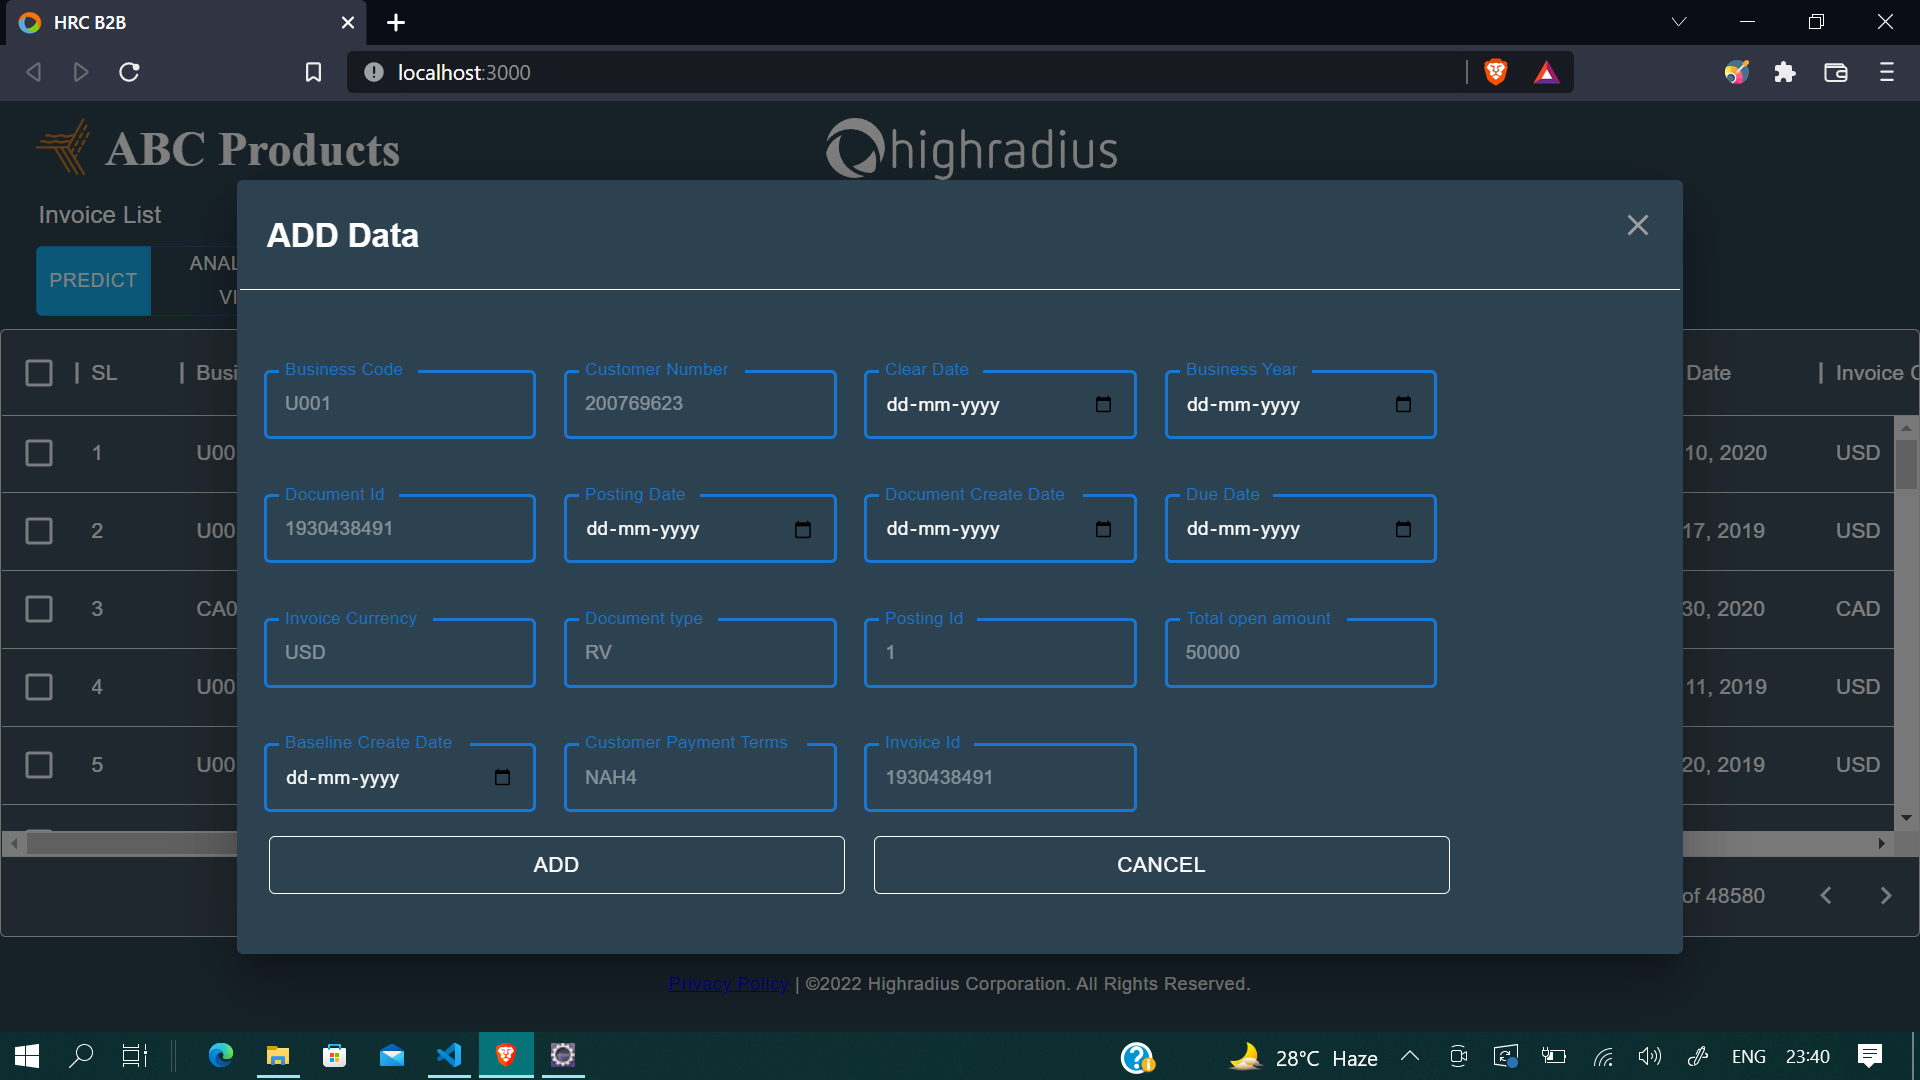 HRC B2B
localhost:3000
ABC Products
highradius
Invoice List
PREDICT
ANAL
VI
ADD Data
Business Code
Customer Number
Clear Date
Business Year
U001
200769623
dd-mm-yyyy
dd-mm-yyyy
Document Id
Posting Date
Document Create Date
Due Date
1930438491
dd-mm-yyyy
dd-mm-yyyy
dd-mm-yyyy
Invoice Currency
Document type
Posting Id
Total open amount
USD
RV
1
50000
Baseline Create Date
Customer Payment Terms
Invoice Id
dd-mm-yyyy
NAH4
1930438491
ADD
CANCEL
| SL | Busi
Date | Invoice C
1 U00
10, 2020 USD
2 U00
17, 2019 USD
3 CA0
30, 2020 CAD
4 U00
11, 2019 USD
5 U00
20, 2019 USD
of 48580
Privacy Policy | ©2022 Highradius Corporation. All Rights Reserved.
28°C Haze
ENG
23:40